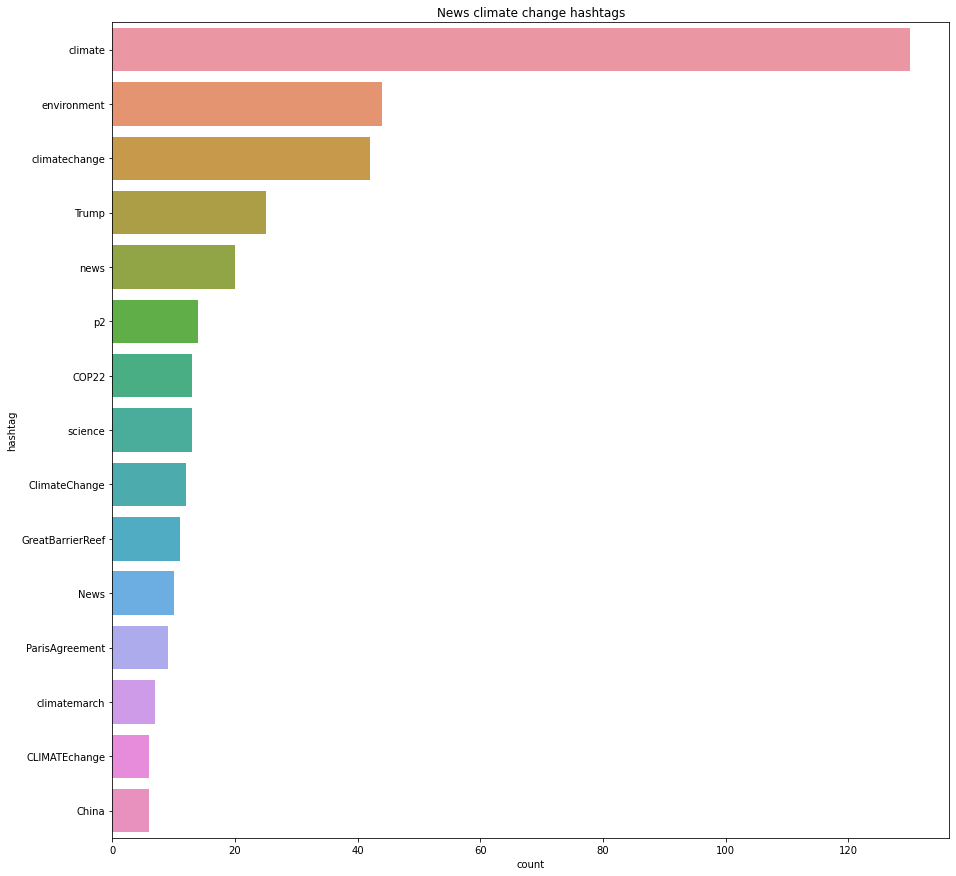 News climate change hashtags
climate
environment
climatechange
Trump
news
p2
COP22
science
ClimateChange
GreatBarrierReef
News
ParisAgreement
climatemarch
CLIMATEchange
China
hashtag
0 20 40 60 80 100 120
count